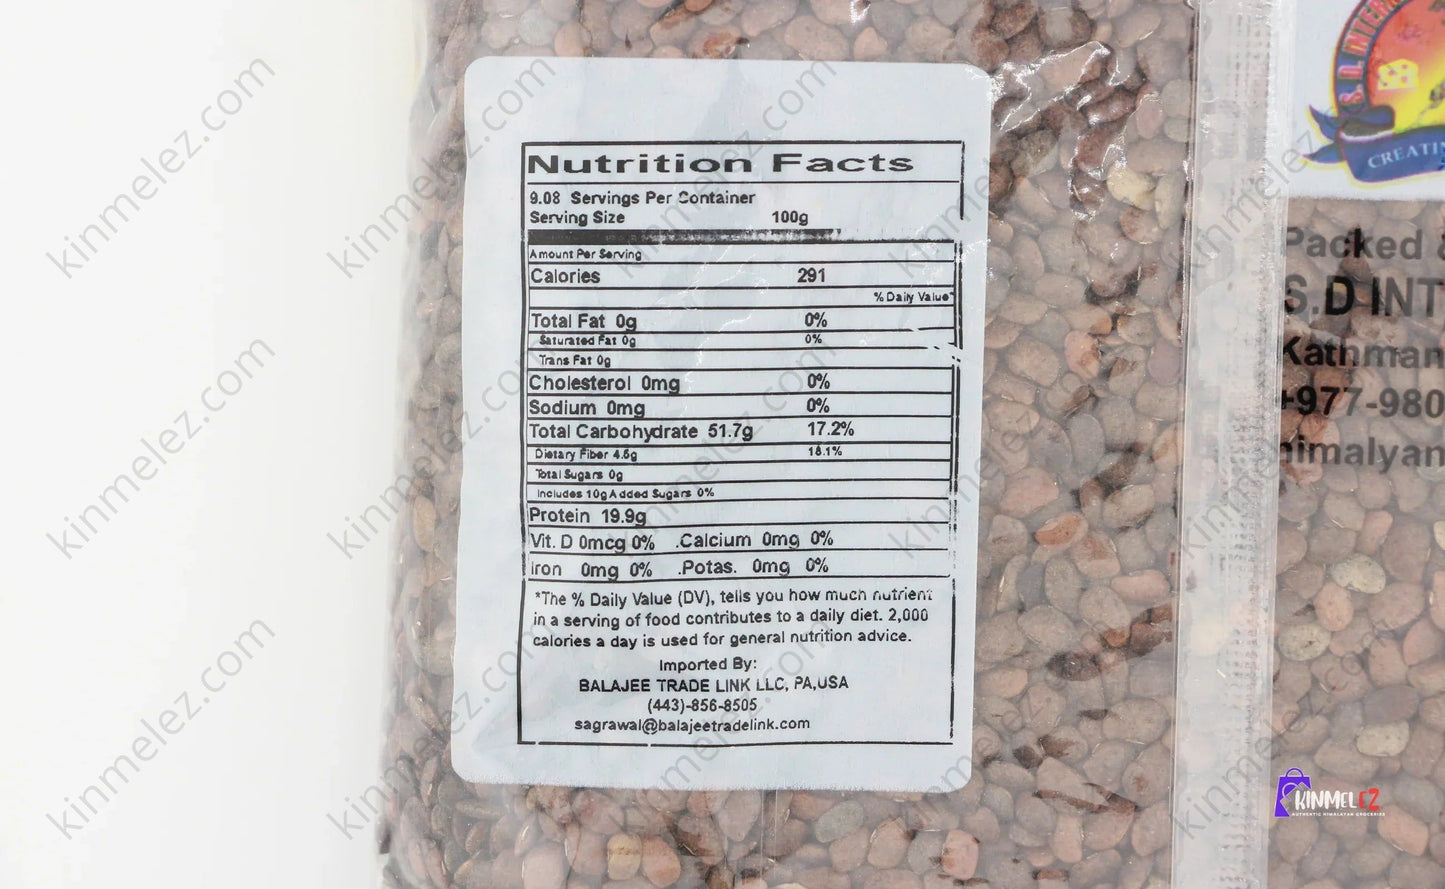 Nutrition Facts
9.08 Servings Per Container
Serving Size 100g
Amount Per Serving
Calories 291
% Daily Value*
Total Fat 0g 0%
Saturated Fat 0g 0%
Trans Fat 0g
Cholesterol 0mg 0%
Sodium 0mg 0%
Total Carbohydrate 51.7g 17.2%
Dietary Fiber 4.5g 18.1%
Total Sugars 0g
Includes 10g Added Sugars 0%
Protein 19.9g
Vit. D 0mcg 0% .Calcium 0mg 0%
Iron 0mg 0% .Potas. 0mg 0%
*The % Daily Value (DV), tells you how much nutrient
in a serving of food contributes to a daily diet. 2,000
calories a day is used for general nutrition advice.
Imported By:
BALAJEE TRADE LINK LLC, PA,USA
(443)-856-8505
sagrawal@balajeetradelink.com
S.D. INTER
CREATIN
Packed &
S.D INT
Kathman
+977-980
himalyan
KINMELEZ
AUTHENTIC HIMALAYAN GROCERIES
kinmelez.com